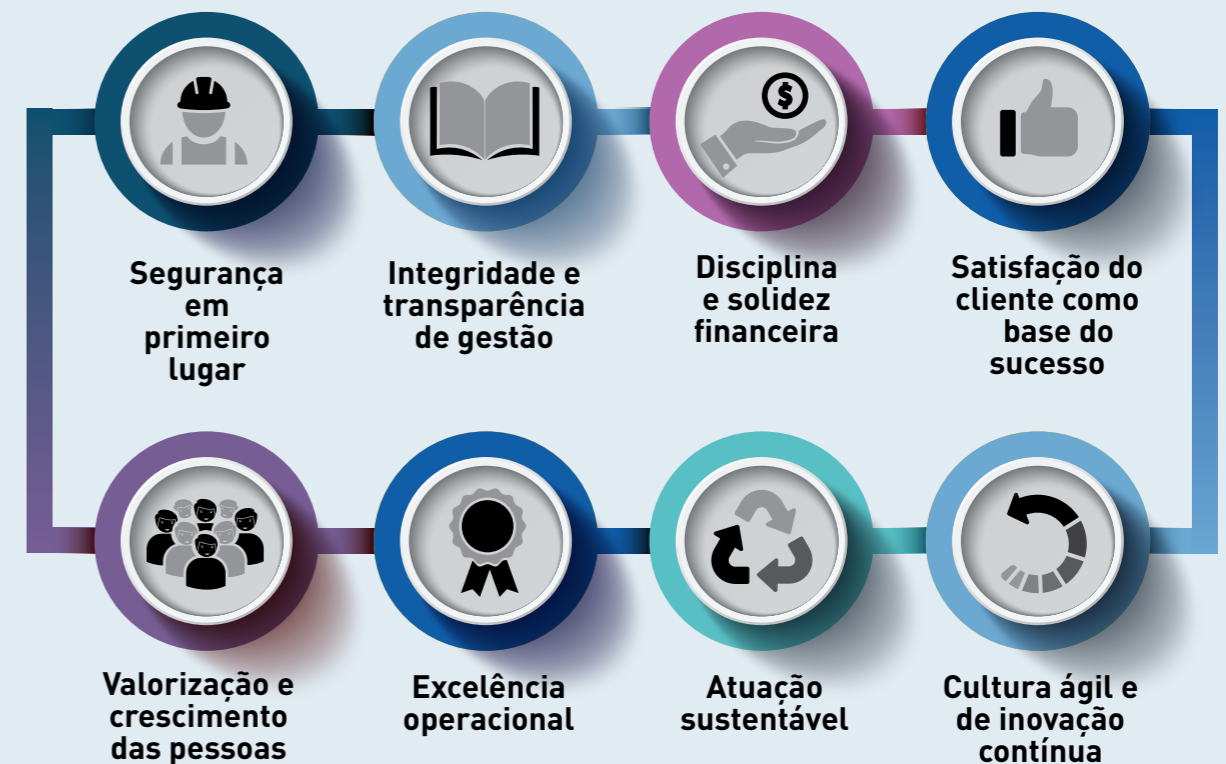 Segurança
em
primeiro
lugar
Integridade e
transparência
de gestão
$
Disciplina
e solidez
financeira
Satisfação do
cliente como
base do
sucesso
Valorização e
crescimento
das pessoas
Excelência
operacional
Atuação
sustentável
Cultura ágil e
de inovação
contínua